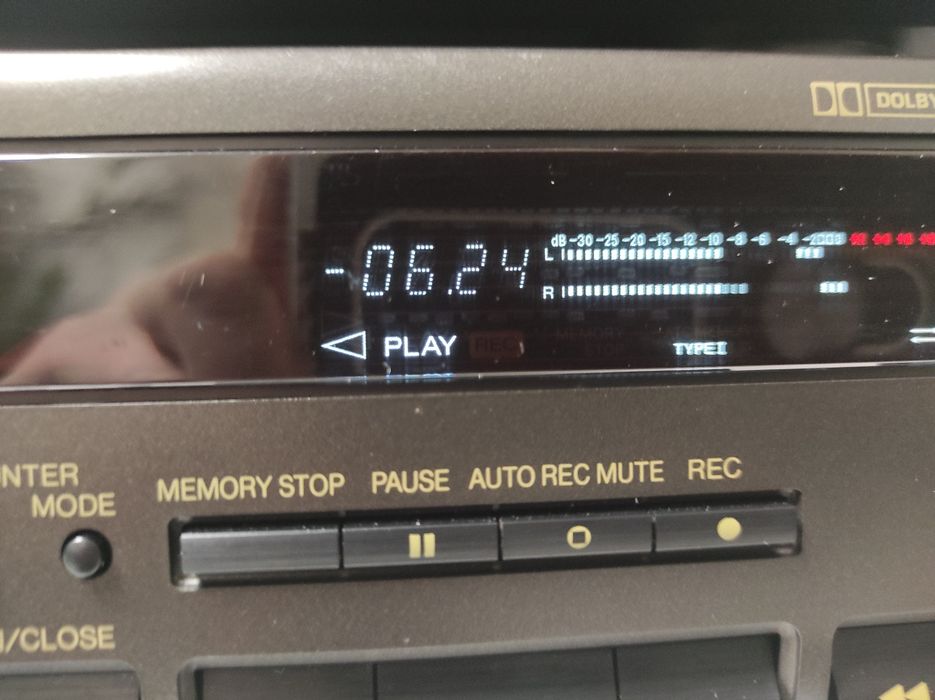 DOLBY
-06.24
dB -30 -25 -20 -15 -12 -10 -8 -6 -4 -2
L
R
PLAY REC
TYPE II
MEMORY STOP PAUSE AUTO REC MUTE REC
MODE
/CLOSE